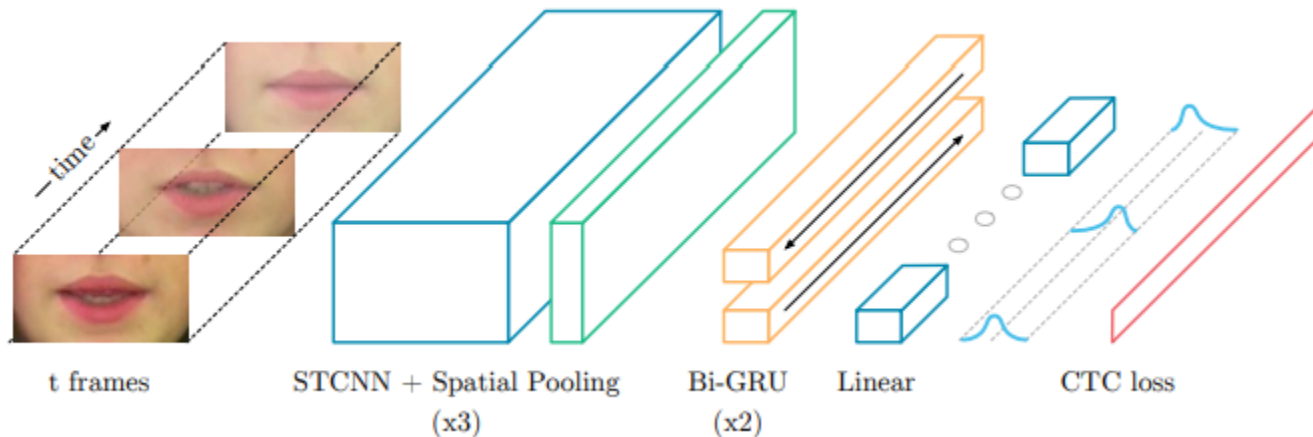 time
t frames
STCNN + Spatial Pooling
(x3)
Bi-GRU
(x2)
Linear
CTC loss